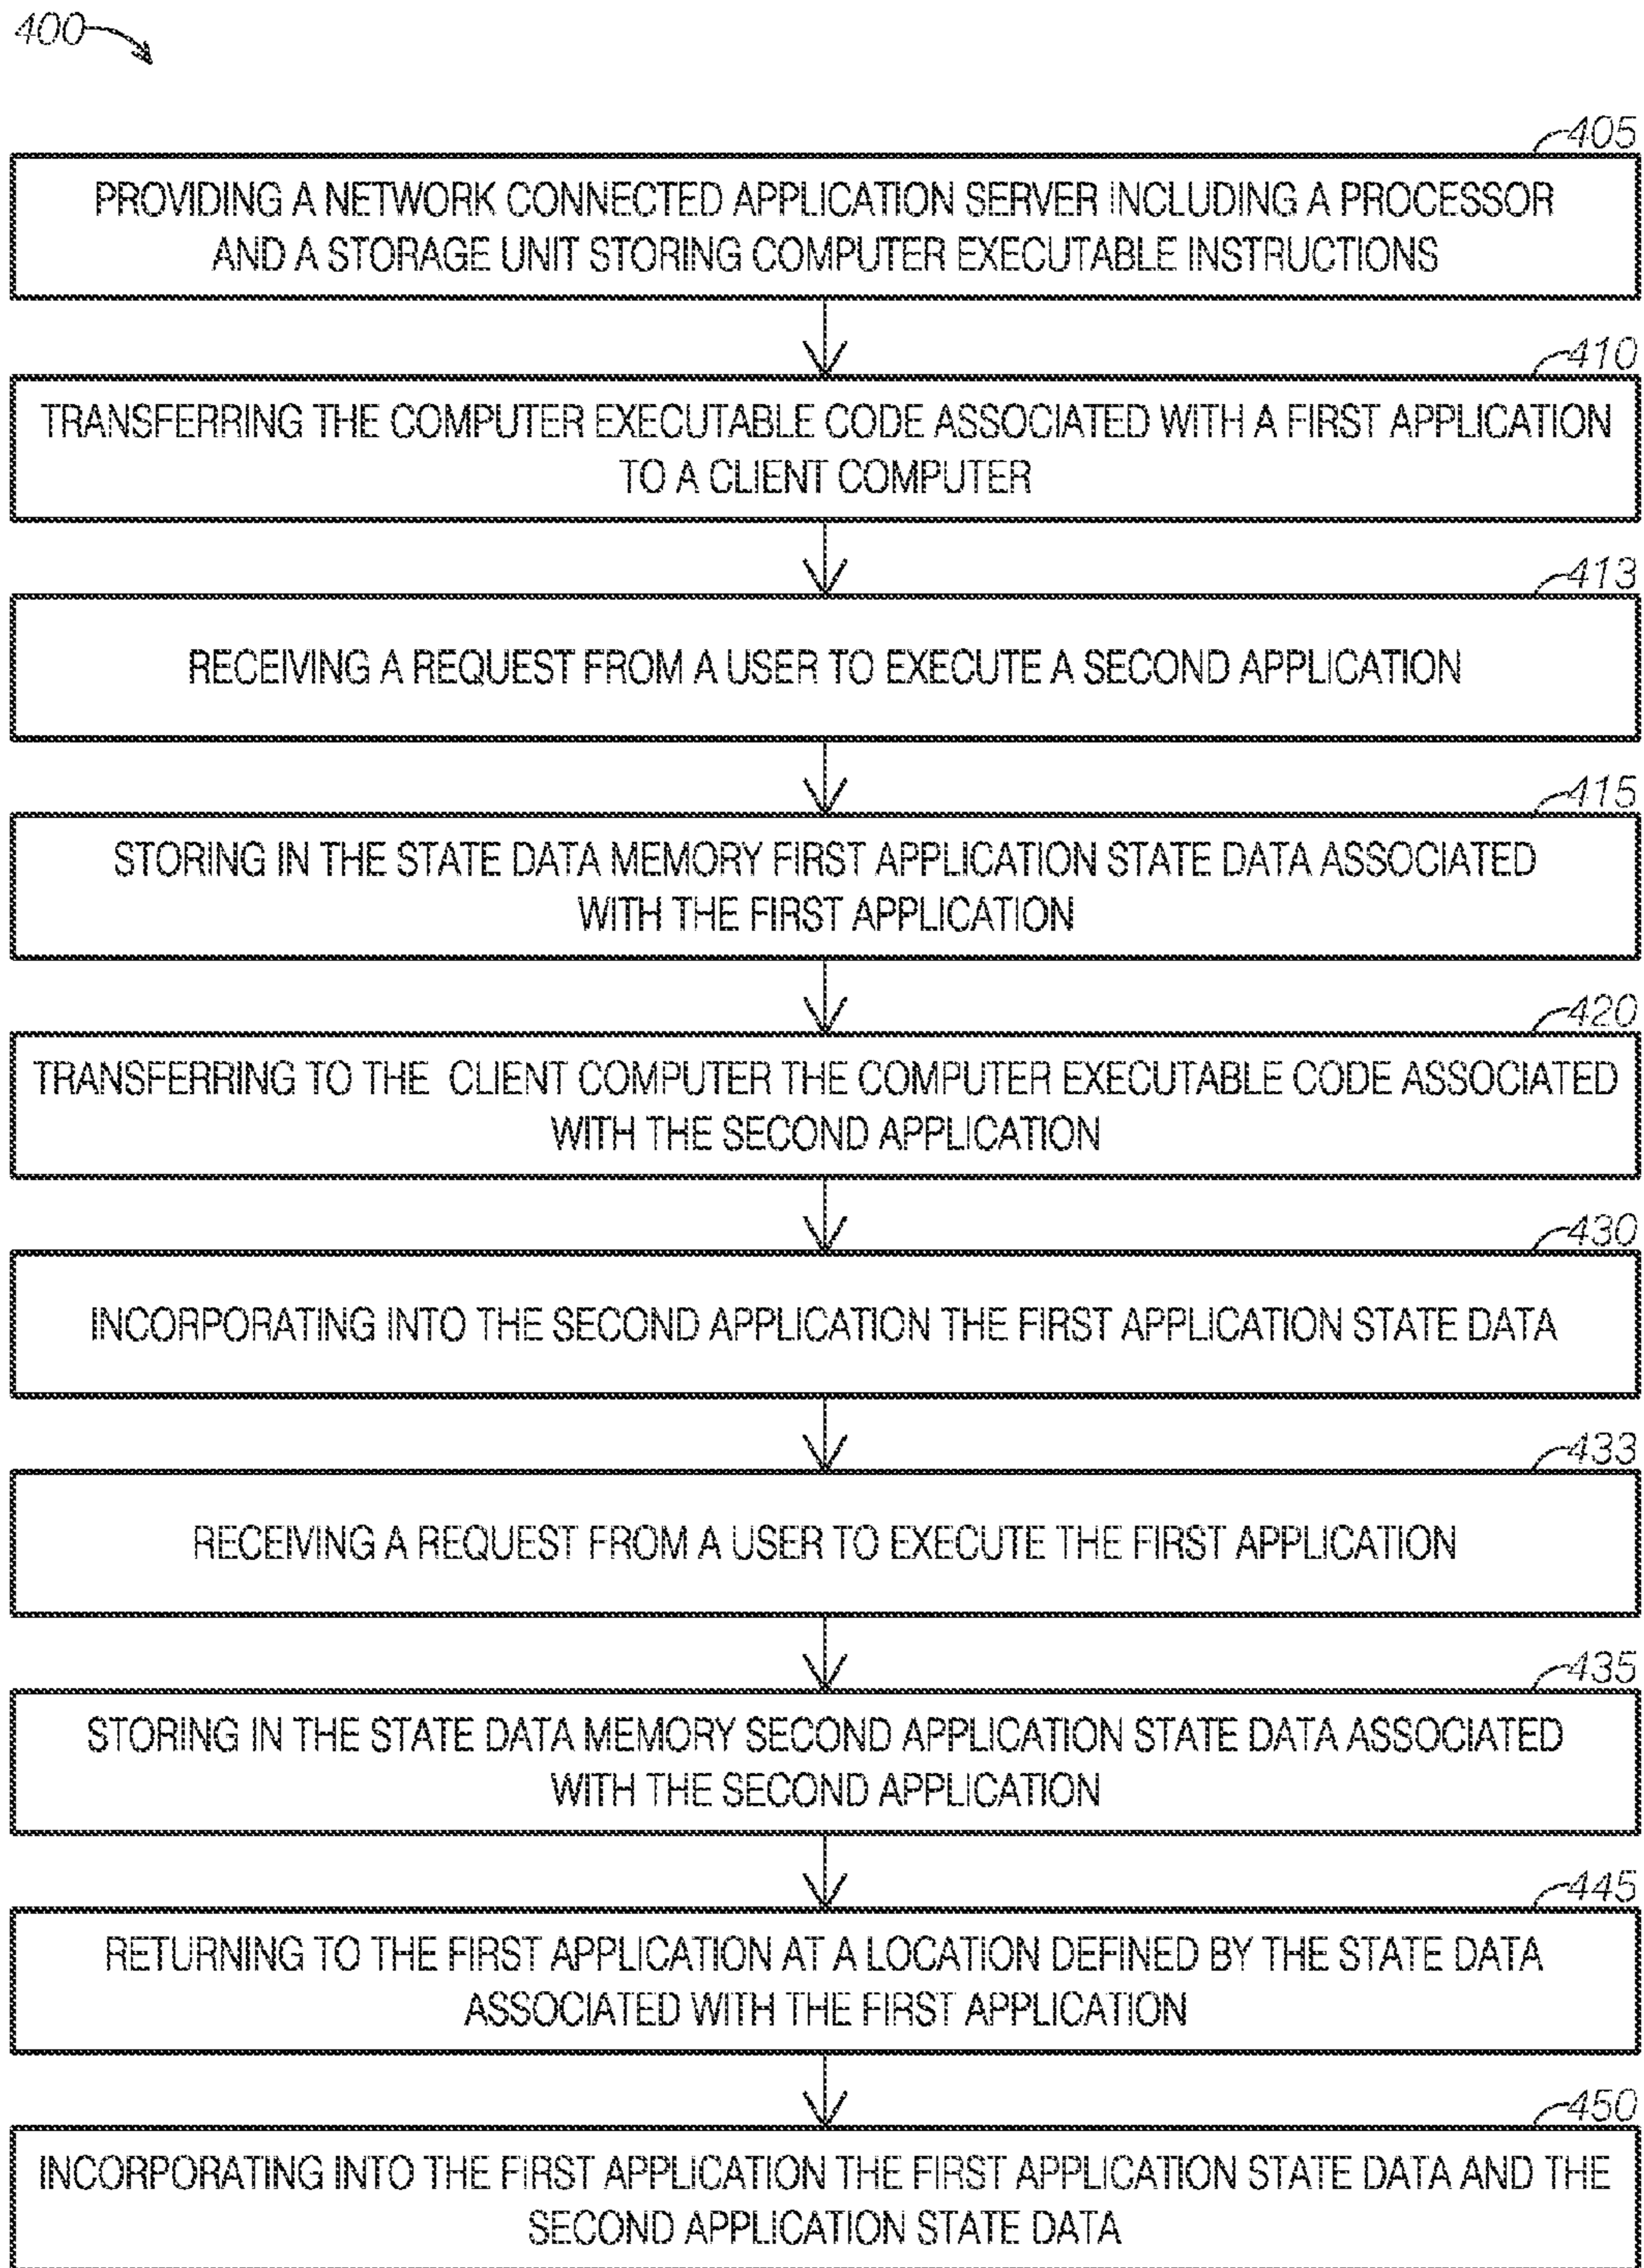 400
405
PROVIDING A NETWORK CONNECTED APPLICATION SERVER INCLUDING A PROCESSOR
AND A STORAGE UNIT STORING COMPUTER EXECUTABLE INSTRUCTIONS
410
TRANSFERRING THE COMPUTER EXECUTABLE CODE ASSOCIATED WITH A FIRST APPLICATION
TO A CLIENT COMPUTER
413
RECEIVING A REQUEST FROM A USER TO EXECUTE A SECOND APPLICATION
415
STORING IN THE STATE DATA MEMORY FIRST APPLICATION STATE DATA ASSOCIATED
WITH THE FIRST APPLICATION
420
TRANSFERRING TO THE CLIENT COMPUTER THE COMPUTER EXECUTABLE CODE ASSOCIATED
WITH THE SECOND APPLICATION
430
INCORPORATING INTO THE SECOND APPLICATION THE FIRST APPLICATION STATE DATA
433
RECEIVING A REQUEST FROM A USER TO EXECUTE THE FIRST APPLICATION
435
STORING IN THE STATE DATA MEMORY SECOND APPLICATION STATE DATA ASSOCIATED
WITH THE SECOND APPLICATION
445
RETURNING TO THE FIRST APPLICATION AT A LOCATION DEFINED BY THE STATE DATA
ASSOCIATED WITH THE FIRST APPLICATION
450
INCORPORATING INTO THE FIRST APPLICATION THE FIRST APPLICATION STATE DATA AND THE
SECOND APPLICATION STATE DATA